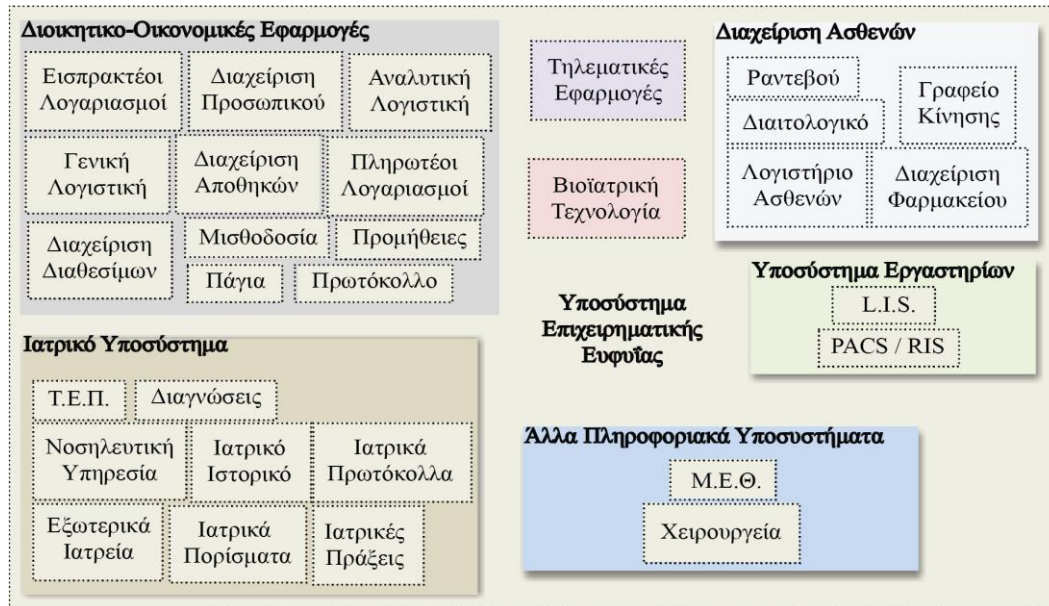 Διοικητικο-Οικονομικές Εφαρμογές
Εισπρακτέοι
Λογαριασμοί
Διαχείριση
Προσωπικού
Αναλυτική
Λογιστική
Γενική
Λογιστική
Διαχείριση
Αποθηκών
Πληρωτέοι
Λογαριασμοί
Διαχείριση
Διαθεσίμων
Μισθοδοσία
Προμήθειες
Πάγια
Πρωτόκολλο
Τηλεματικές
Εφαρμογές
Βιοϊατρική
Τεχνολογία
Διαχείριση Ασθενών
Ραντεβού
Γραφείο
Κίνησης
Διαιτολογικό
Λογιστήριο
Ασθενών
Διαχείριση
Φαρμακείου
Υποσύστημα
Επιχειρηματικής
Ευφυΐας
Υποσύστημα Εργαστηρίων
L.I.S.
PACS / RIS
Ιατρικό Υποσύστημα
Τ.Ε.Π.
Διαγνώσεις
Νοσηλευτική
Υπηρεσία
Ιατρικό
Ιστορικό
Ιατρικά
Πρωτόκολλα
Εξωτερικά
Ιατρεία
Ιατρικά
Πορίσματα
Ιατρικές
Πράξεις
Άλλα Πληροφοριακά Υποσυστήματα
Μ.Ε.Θ.
Χειρουργεία